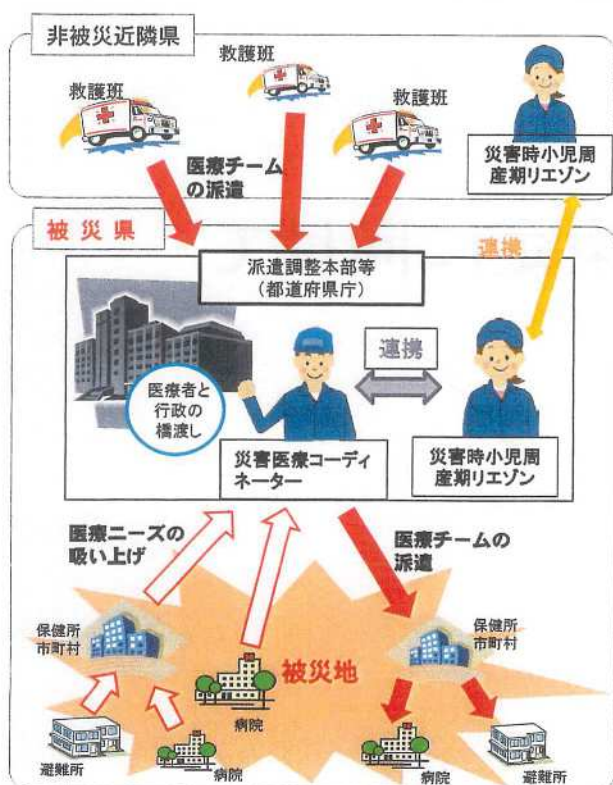 非被災近隣県
救護班
救護班
救護班
医療チーム
の派遣
災害時小児周
産期リエゾン
被災県
連携
派遣調整本部等
(都道府県庁)
連携
医療者と
行政の
橋渡し
災害医療コーディ
ネーター
災害時小児周
産期リエゾン
医療ニーズの
吸い上げ
医療チームの
派遣
保健所
市町村
被災地
保健所
市町村
病院
避難所
病院
病院
避難所